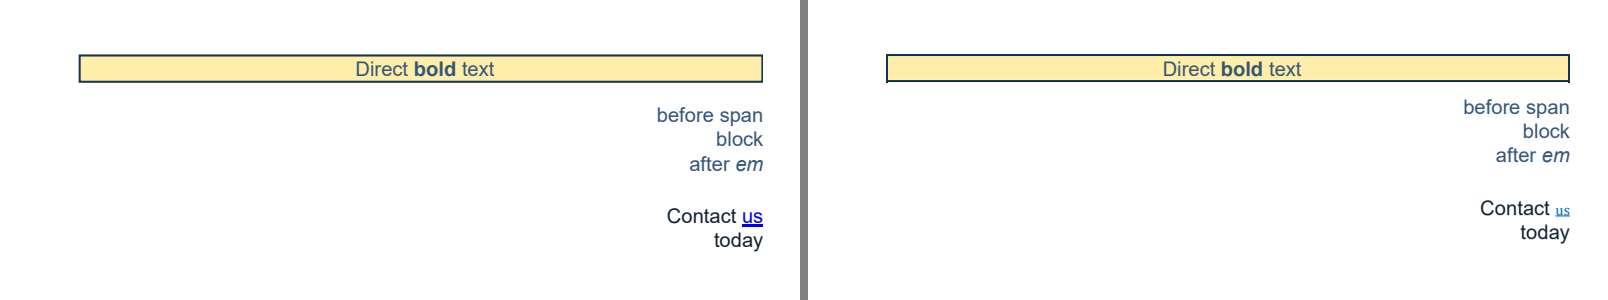 Direct bold text
before span
block
after em
Contact us
today
Direct bold text
before span
block
after em
Contact us
today